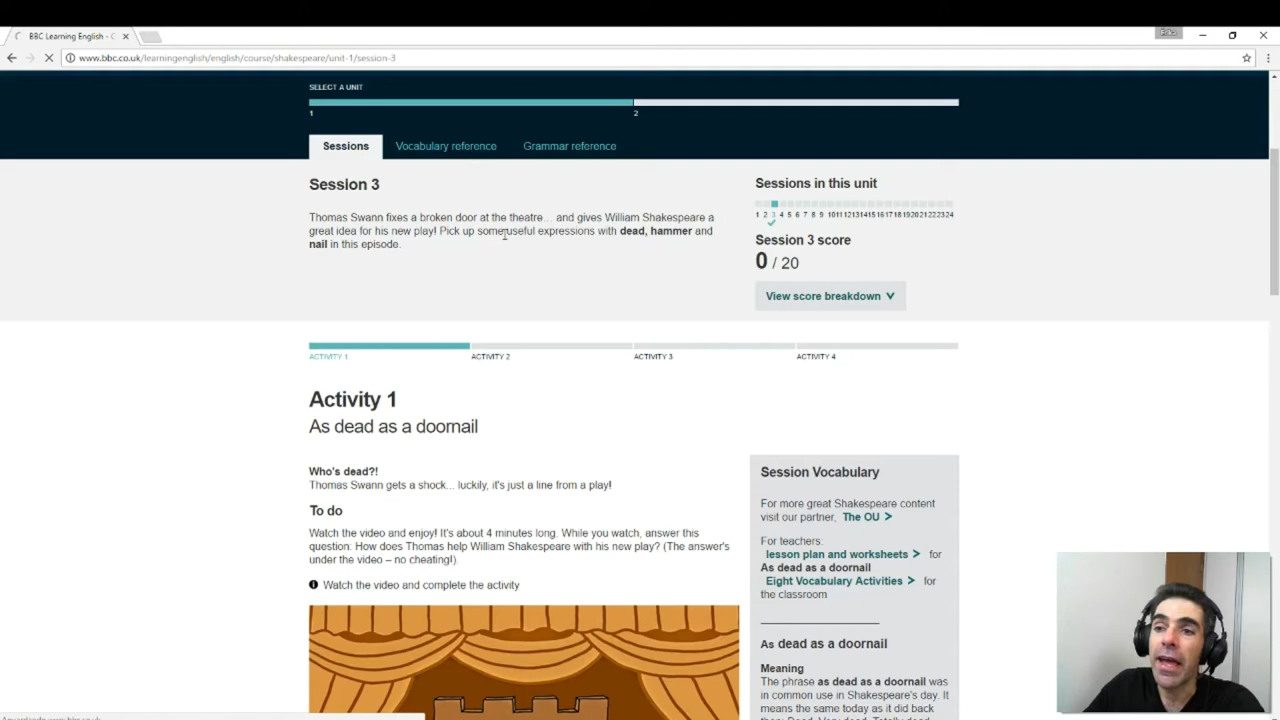 BBC Learning English - C
www.bbc.co.uk/learningenglish/english/course/shakespeare/unit-1/session-3
SELECT A UNIT
1 2
Sessions Vocabulary reference Grammar reference
Session 3
Thomas Swann fixes a broken door at the theatre... and gives William Shakespeare a
great idea for his new play! Pick up some useful expressions with dead, hammer and
nail in this episode.
Sessions in this unit
1 2 3 4 5 6 7 8 9 10 11 12 13 14 15 16 17 18 19 20 21 22 23 24
Session 3 score
0 / 20
View score breakdown
ACTIVITY 1 ACTIVITY 2 ACTIVITY 3 ACTIVITY 4
Activity 1
As dead as a doornail
Who's dead?!
Thomas Swann gets a shock... luckily, it's just a line from a play!
To do
Watch the video and enjoy! It's about 4 minutes long. While you watch, answer this
question: How does Thomas help William Shakespeare with his new play? (The answer's
under the video – no cheating!).
Watch the video and complete the activity
Session Vocabulary
For more great Shakespeare content
visit our partner, The OU >
For teachers:
lesson plan and worksheets > for
As dead as a doornail
Eight Vocabulary Activities > for
the classroom
As dead as a doornail
Meaning
The phrase as dead as a doornail was
in common use in Shakespeare's day. It
means the same today as it did back